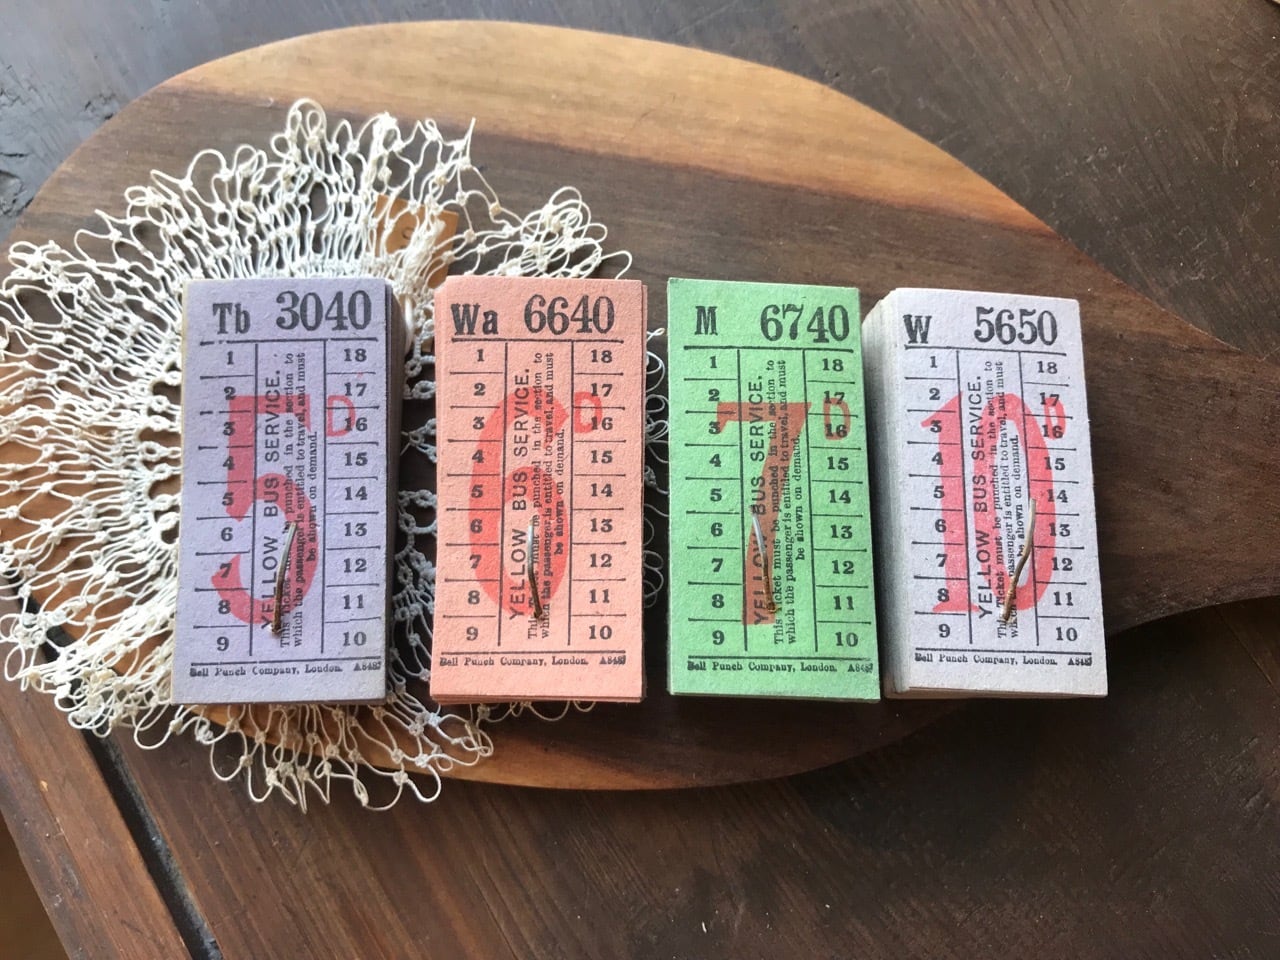 Tb 3040
1 18
2 17
3 16
4 15
5 14
6 13
7 12
8 11
9 10
5D
YELLOW BUS SERVICE.
This ticket must be punched in the section to
which the passenger is entitled to travel, and must
be shown on demand.
Bell Punch Company, London. A8483
Wa 6640
1 18
2 17
3 16
4 15
5 14
6 13
7 12
8 11
9 10
6D
YELLOW BUS SERVICE.
This ticket must be punched in the section to
which the passenger is entitled to travel, and must
be shown on demand.
Bell Punch Company, London. A8483
M 6740
1 18
2 17
3 16
4 15
5 14
6 13
7 12
8 11
9 10
7D
YELLOW BUS SERVICE.
This ticket must be punched in the section to
which the passenger is entitled to travel, and must
be shown on demand.
Bell Punch Company, London. A8483
W 5650
1 18
2 17
3 16
4 15
5 14
6 13
7 12
8 11
9 10
10D
YELLOW BUS SERVICE.
This ticket must be punched in the section to
which the passenger is entitled to travel, and must
be shown on demand.
Bell Punch Company, London. A8483